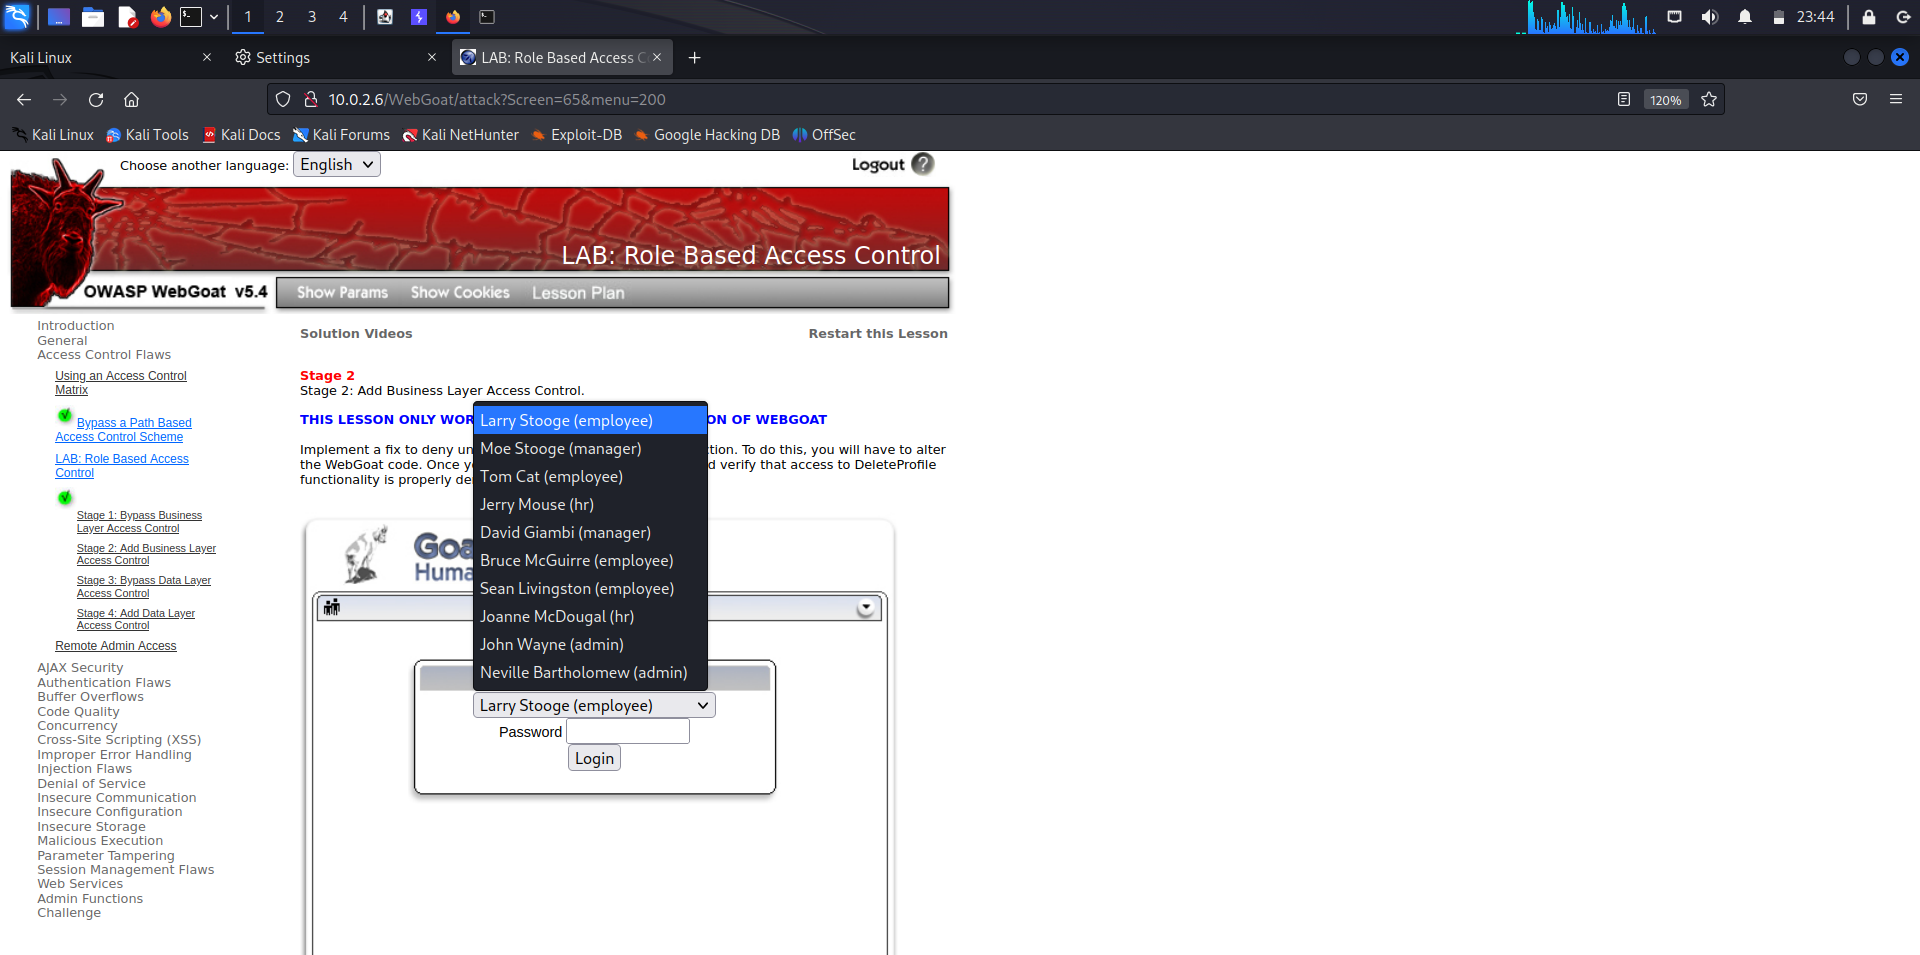 1 2 3 4 23:44
Kali Linux
Settings
LAB: Role Based Access C
10.0.2.6/WebGoat/attack?Screen=65&menu=200
120%
Kali Linux Kali Tools Kali Docs Kali Forums Kali NetHunter Exploit-DB Google Hacking DB OffSec
Choose another language: English
Logout ?
LAB: Role Based Access Control
OWASP WebGoat v5.4
Show Params Show Cookies Lesson Plan
Introduction
General
Access Control Flaws
Using an Access Control
Matrix
Bypass a Path Based
Access Control Scheme
LAB: Role Based Access
Control
Stage 1: Bypass Business
Layer Access Control
Stage 2: Add Business Layer
Access Control
Stage 3: Bypass Data Layer
Access Control
Stage 4: Add Data Layer
Access Control
Remote Admin Access
AJAX Security
Authentication Flaws
Buffer Overflows
Code Quality
Concurrency
Cross-Site Scripting (XSS)
Improper Error Handling
Injection Flaws
Denial of Service
Insecure Communication
Insecure Configuration
Insecure Storage
Malicious Execution
Parameter Tampering
Session Management Flaws
Web Services
Admin Functions
Challenge
Solution Videos
Restart this Lesson
Stage 2
Stage 2: Add Business Layer Access Control.
THIS LESSON ONLY WOR ON OF WEBGOAT
Implement a fix to deny un ction. To do this, you will have to alter
the WebGoat code. Once y d verify that access to DeleteProfile
functionality is properly de
Larry Stooge (employee)
Moe Stooge (manager)
Tom Cat (employee)
Jerry Mouse (hr)
David Giambi (manager)
Bruce McGuirre (employee)
Sean Livingston (employee)
Joanne McDougal (hr)
John Wayne (admin)
Neville Bartholomew (admin)
Goa
Huma
Larry Stooge (employee)
Password
Login